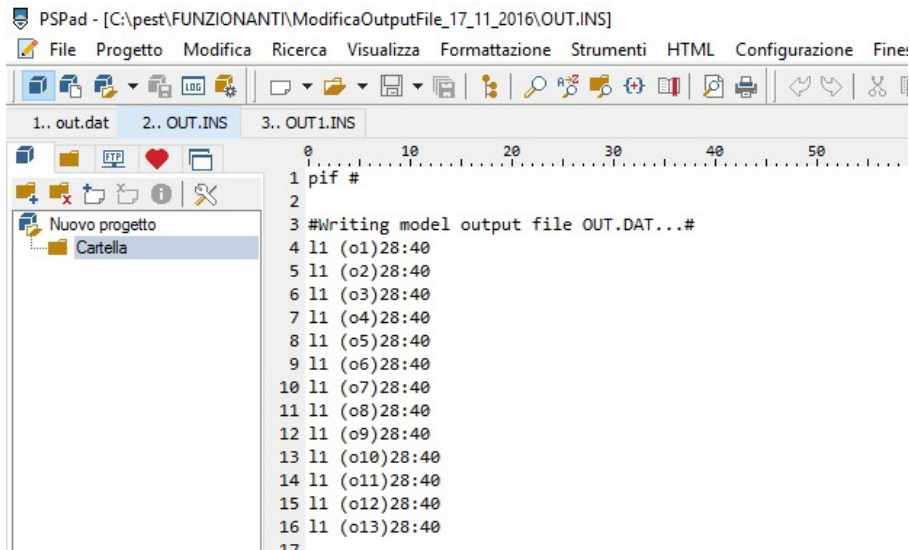 PSPad - [C:\pest\FUNZIONANTI\ModificaOutputFile_17_11_2016\OUT.INS]
File Progetto Modifica Ricerca Visualizza Formattazione Strumenti HTML Configurazione Fines
LOG
1.. out.dat 2.. OUT.INS 3.. OUT1.INS
FTP
0 10 20 30 40 50
Nuovo progetto
Cartella
1 pif #
2
3 #Writing model output file OUT.DAT...#
4 l1 (o1)28:40
5 l1 (o2)28:40
6 l1 (o3)28:40
7 l1 (o4)28:40
8 l1 (o5)28:40
9 l1 (o6)28:40
10 l1 (o7)28:40
11 l1 (o8)28:40
12 l1 (o9)28:40
13 l1 (o10)28:40
14 l1 (o11)28:40
15 l1 (o12)28:40
16 l1 (o13)28:40
17